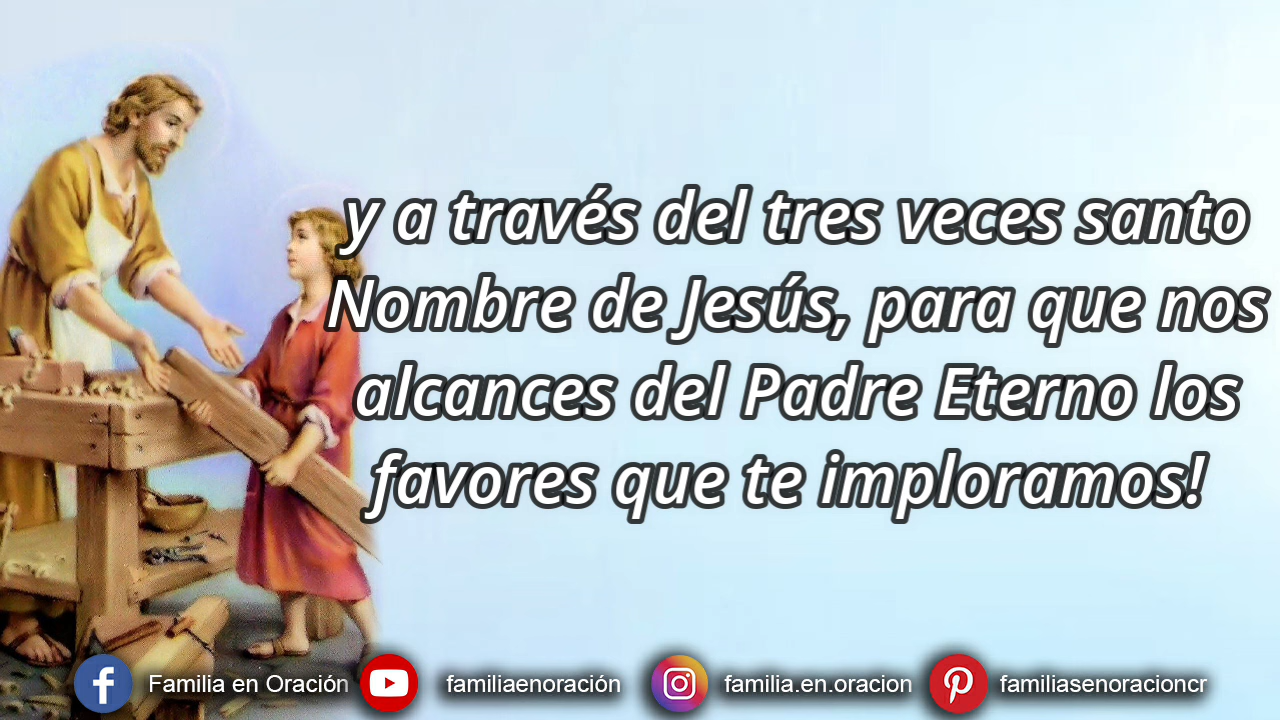 y a través del tres veces santo
Nombre de Jesús, para que nos
alcances del Padre Eterno los
favores que te imploramos!
Familia en Oración familiaenoración familia.en.oracion familiasenoracioncr